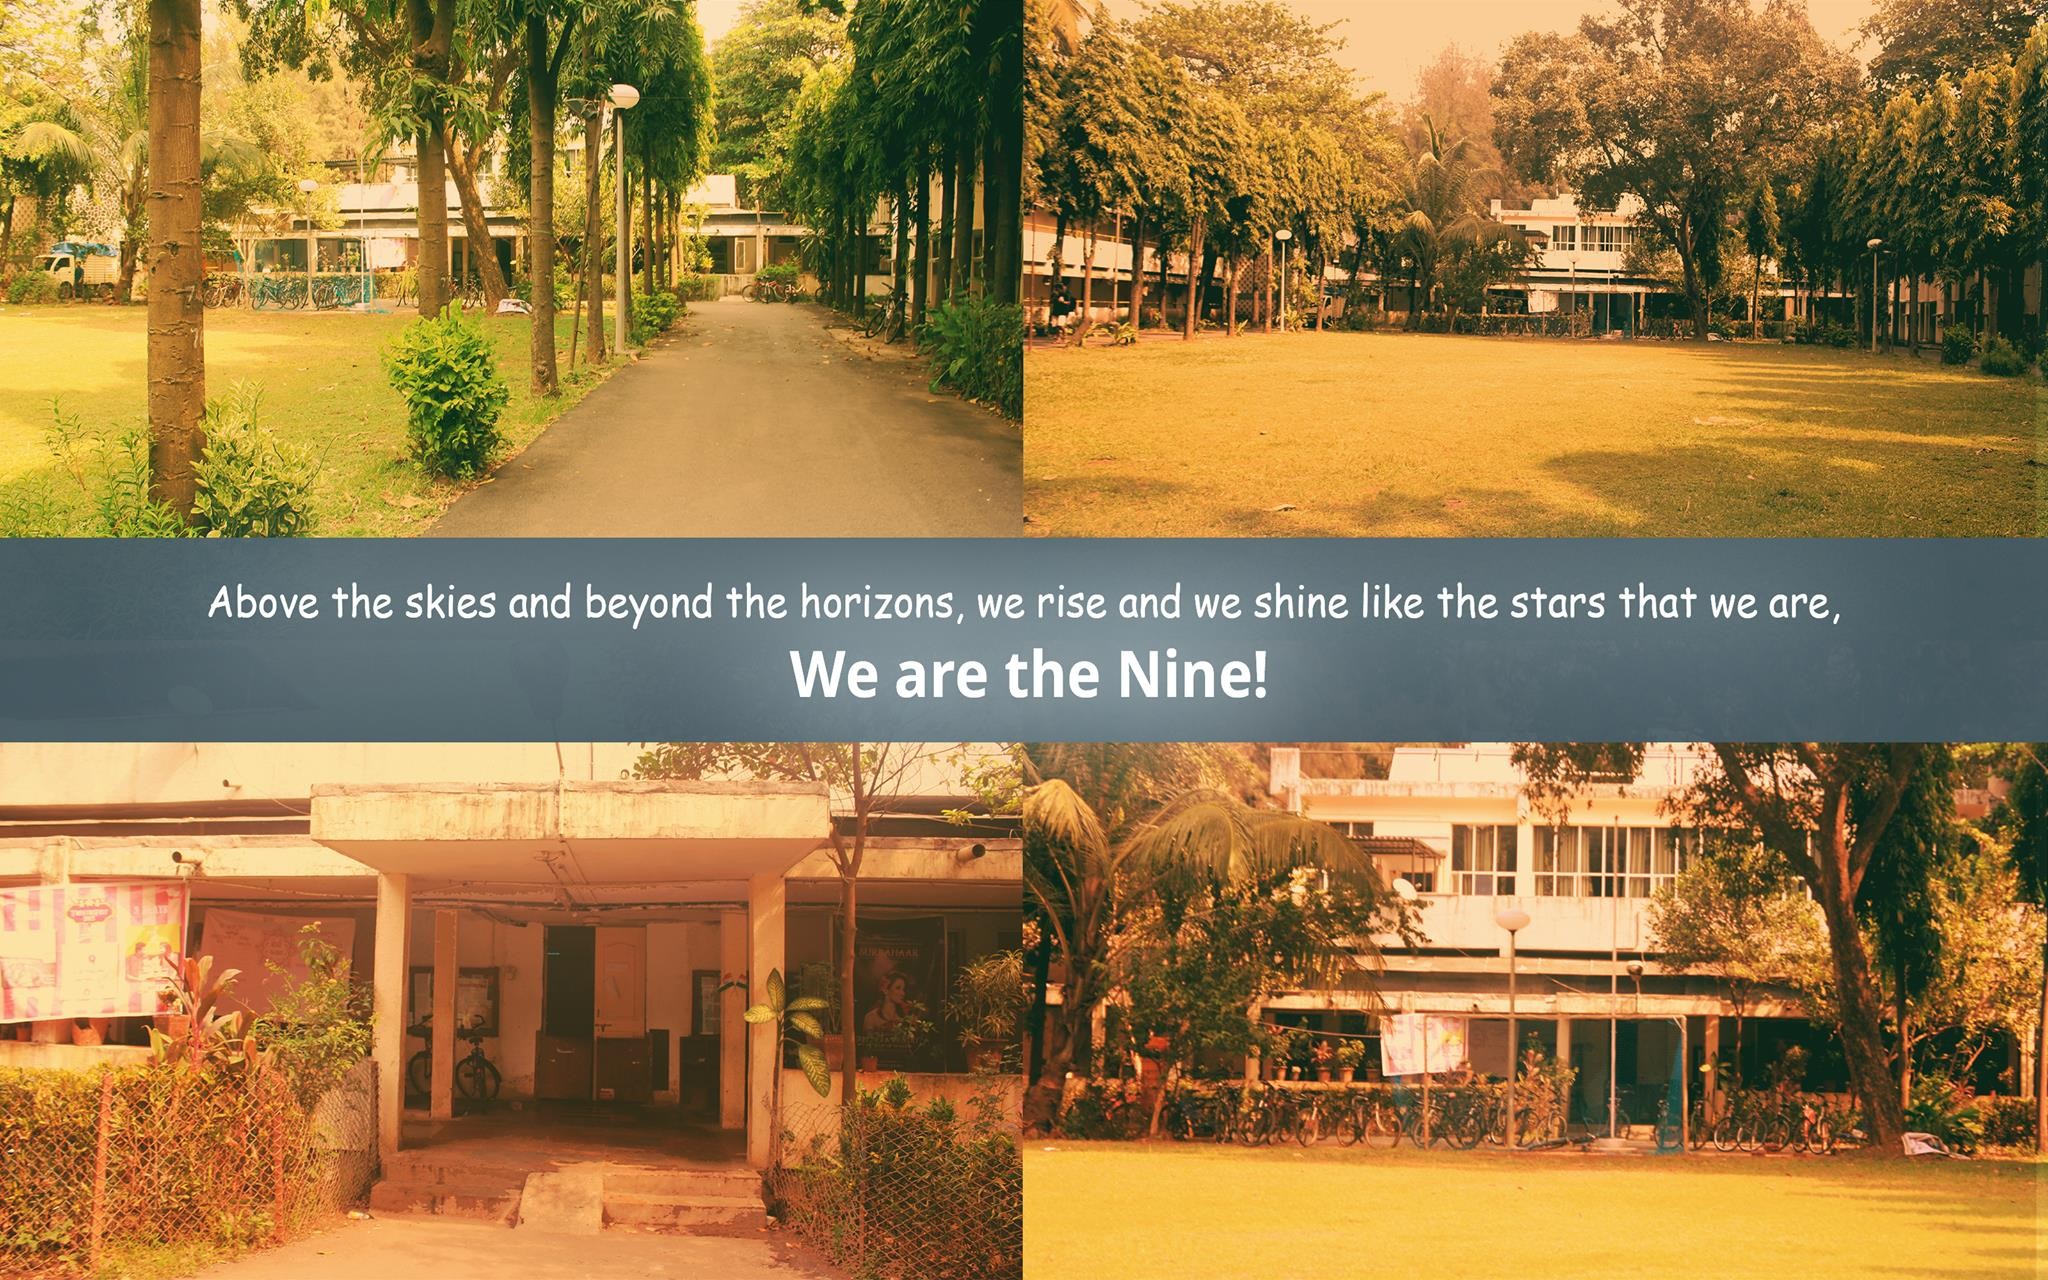 Above the skies and beyond the horizons, we rise and we shine like the stars that we are,
We are the Nine!
SURBAHAAR